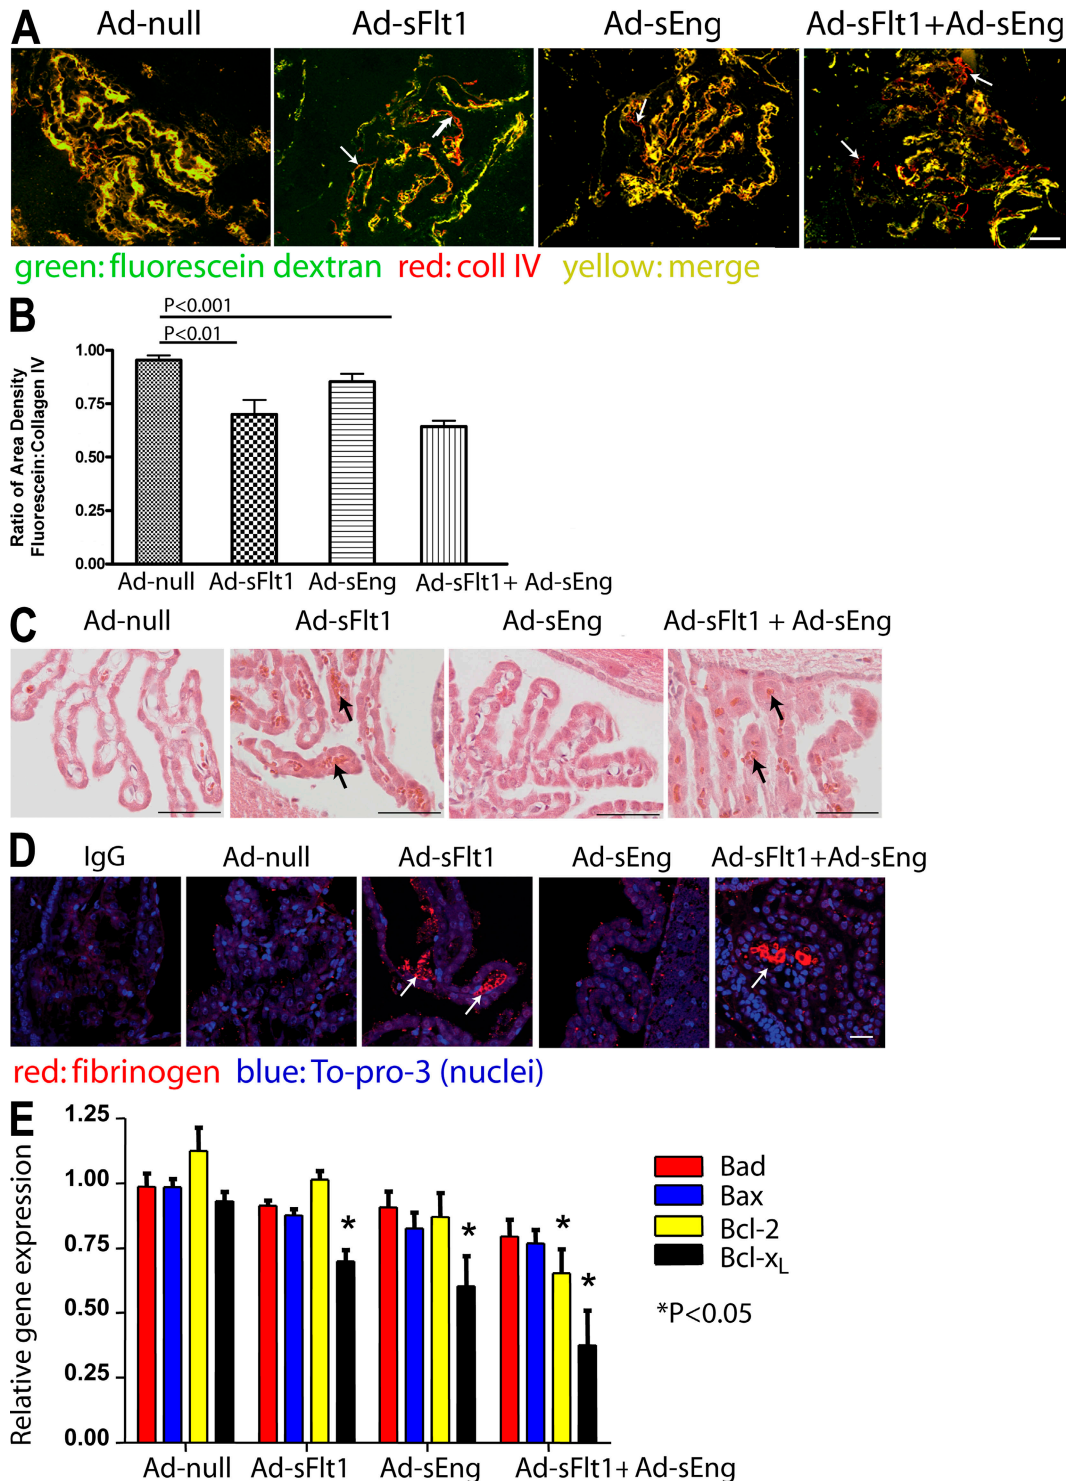 A
Ad-null Ad-sFlt1 Ad-sEng Ad-sFlt1+Ad-sEng
green: fluorescein dextran red: coll IV yellow: merge
B
P<0.001
P<0.01
Ratio of Area Density
Fluorescein:Collagen IV
1.00
0.75
0.50
0.25
0.00
Ad-null Ad-sFlt1 Ad-sEng Ad-sFlt1+ Ad-sEng
C
Ad-null Ad-sFlt1 Ad-sEng Ad-sFlt1 + Ad-sEng
D
IgG Ad-null Ad-sFlt1 Ad-sEng Ad-sFlt1+Ad-sEng
red: fibrinogen blue: To-pro-3 (nuclei)
E
Relative gene expression
1.25
1.00
0.75
0.50
0.25
0.00
* * * *
Ad-null Ad-sFlt1 Ad-sEng Ad-sFlt1+ Ad-sEng
Bad
Bax
Bcl-2
Bcl-xL
*P<0.05